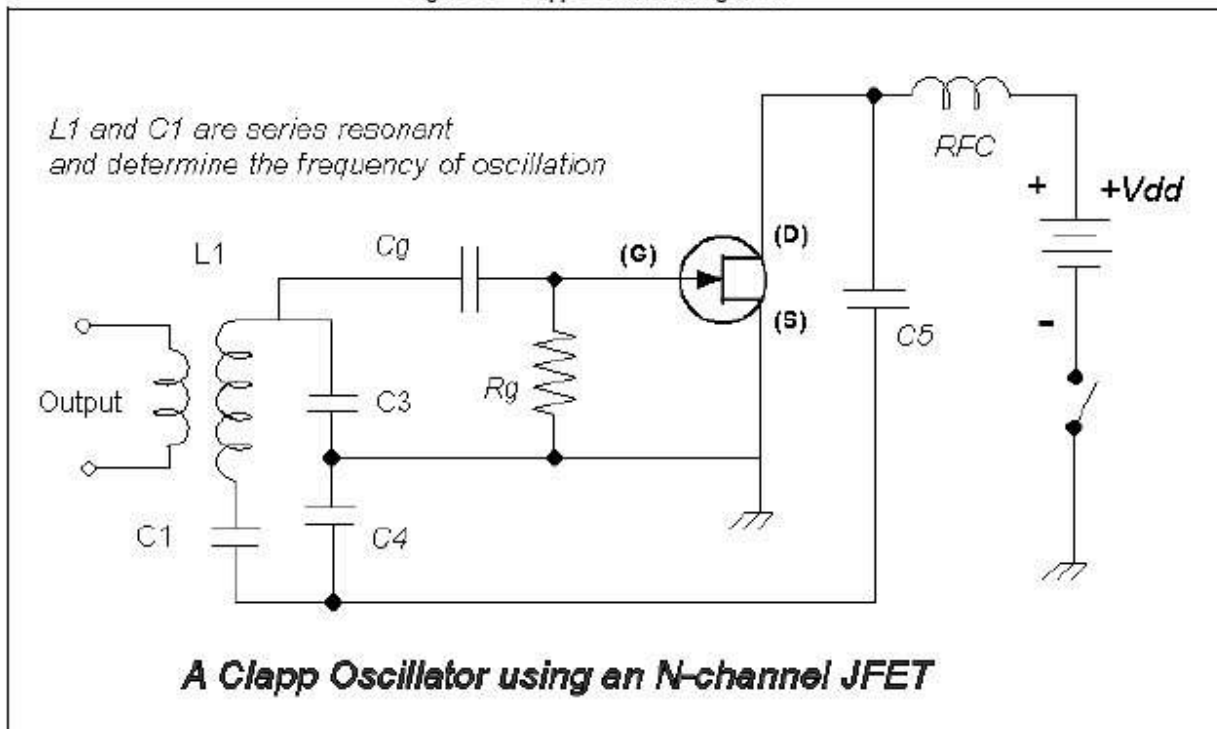 L1 and C1 are series resonant
and determine the frequency of oscillation
RFC
+
+Vdd
L1
Cg
(G)
(D)
(S)
-
C5
Output
C3
Rg
C1
C4
A Clapp Oscillator using an N-channel JFET